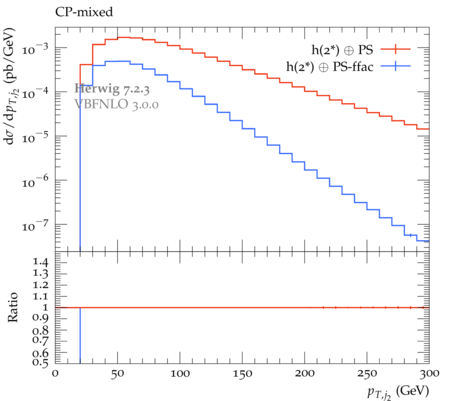 CP-mixed
dσ/dp_{T,j_2} (pb/GeV)
10^{−3}
10^{−4}
10^{−5}
10^{−6}
10^{−7}
h(2*) ⊕ PS
h(2*) ⊕ PS-ffac
Herwig 7.2.3
VBFNLO 3.0.0
Ratio
1.4
1.3
1.2
1.1
1
0.9
0.8
0.7
0.6
0.5
0 50 100 150 200 250 300
p_{T,j_2} (GeV)